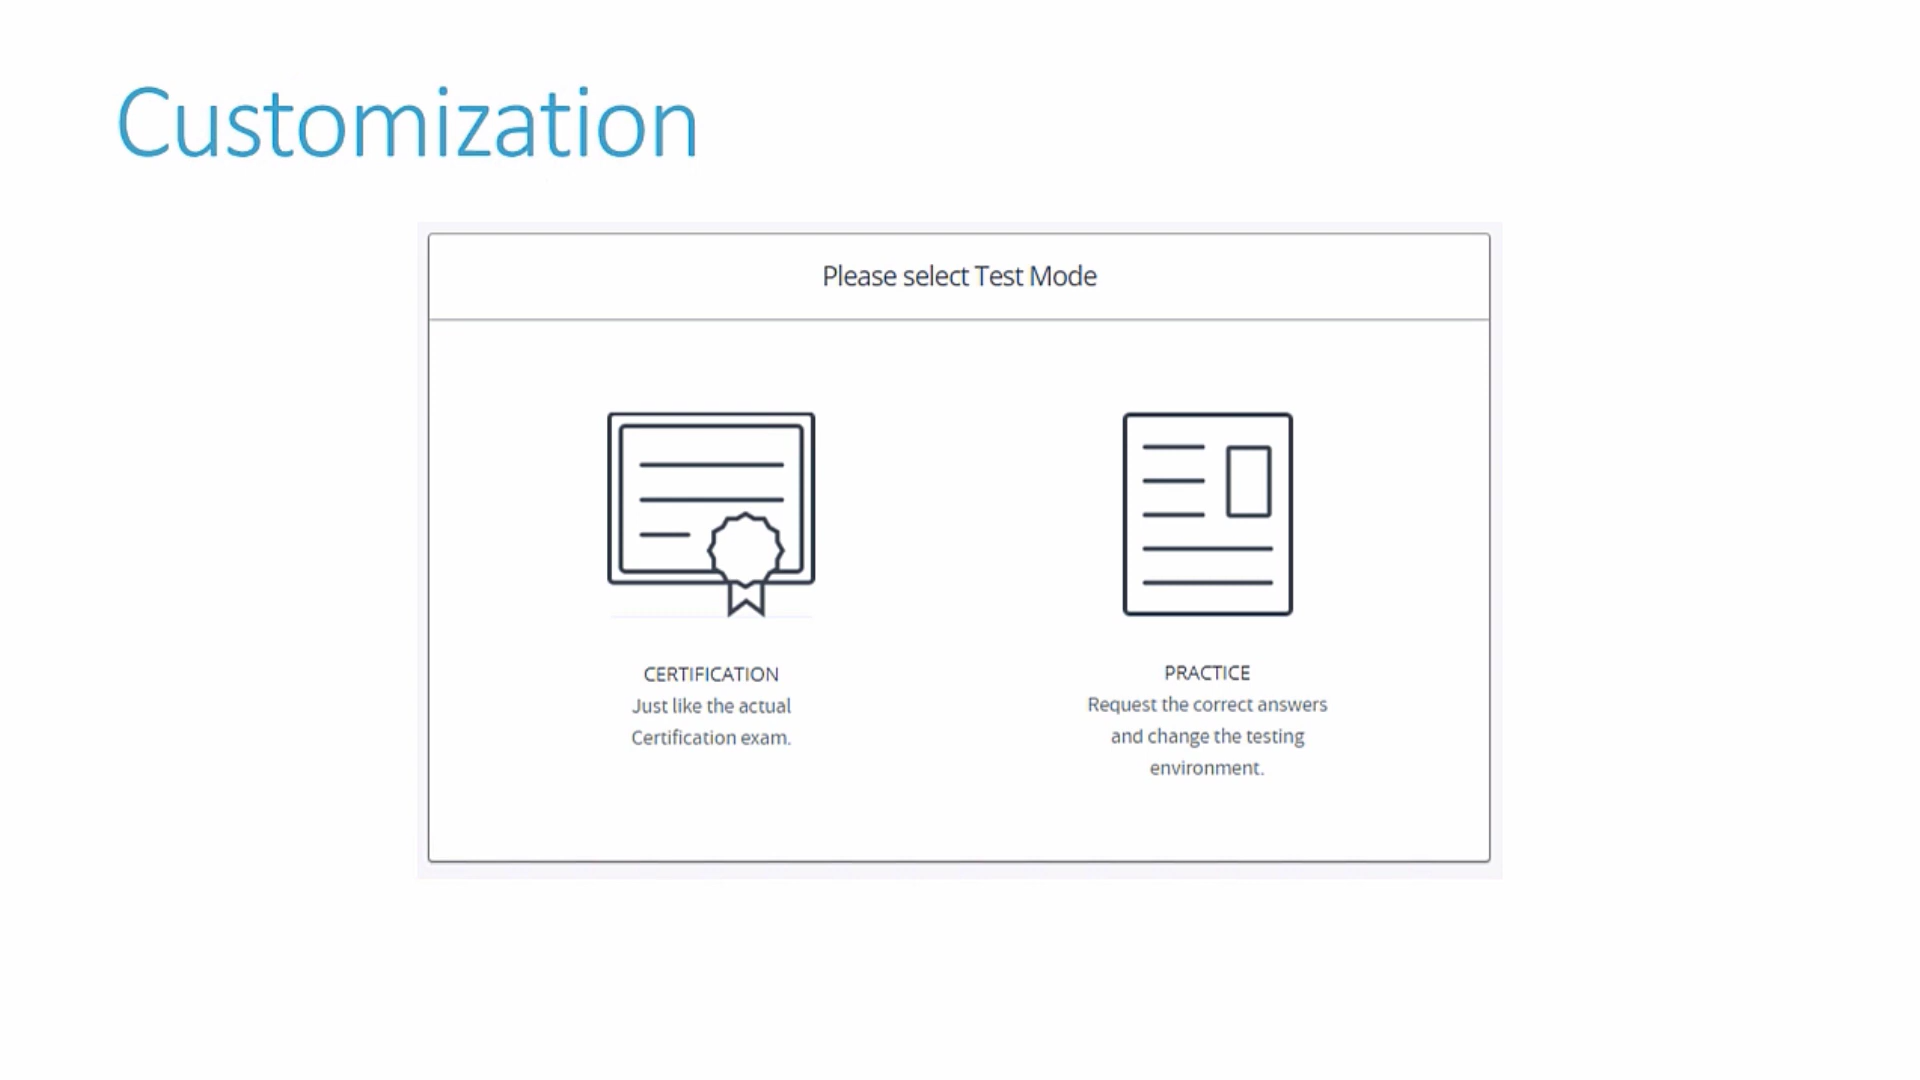 Customization
Please select Test Mode
CERTIFICATION
Just like the actual
Certification exam.
PRACTICE
Request the correct answers
and change the testing
environment.